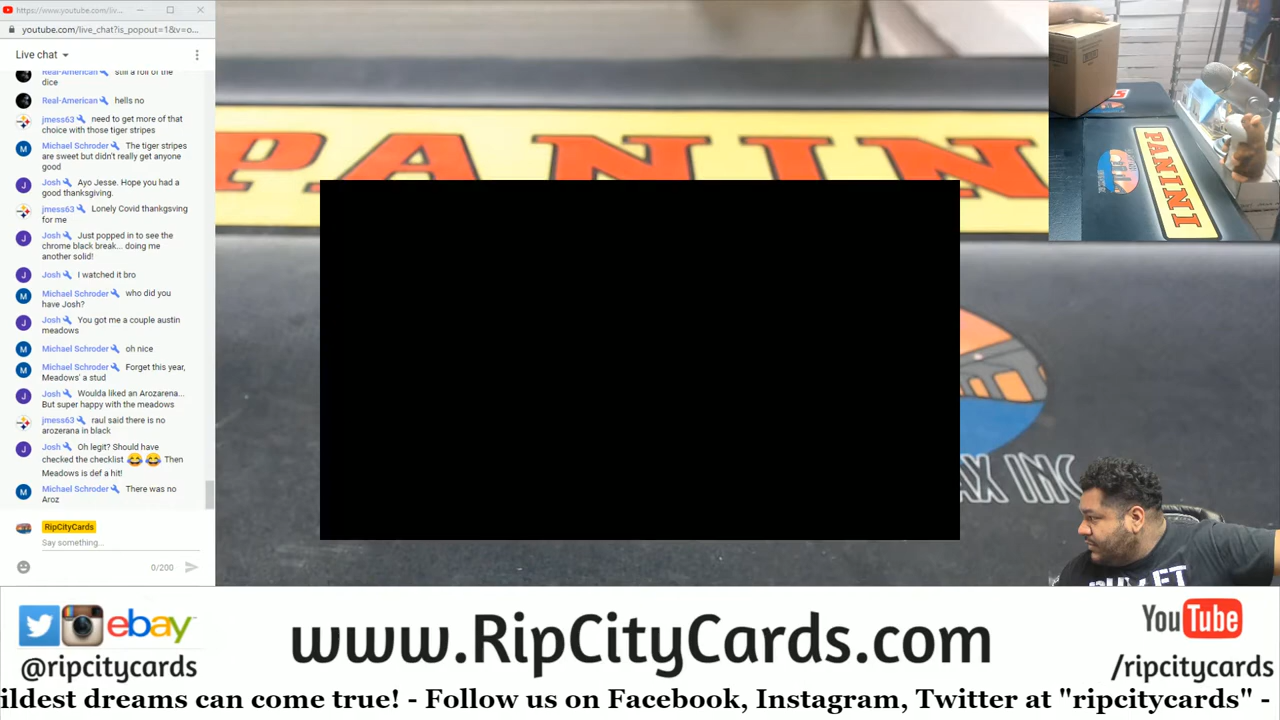 https://www.youtube.com/liv...
youtube.com/live_chat?is_popout=1&v=o...
Live chat
Real-American still a roll of the
dice
Real-American hells no
jmess63 need to get more of that
choice with those tiger stripes
Michael Schroder The tiger stripes
are sweet but didn't really get anyone
good
Josh Ayo Jesse. Hope you had a
good thanksgiving.
jmess63 Lonely Covid thankgsving
for me
Josh Just popped in to see the
chrome black break... doing me
another solid!
Josh I watched it bro
Michael Schroder who did you
have Josh?
Josh You got me a couple austin
meadows
Michael Schroder oh nice
Michael Schroder Forget this year,
Meadows' a stud
Josh Woulda liked an Arozarena...
But super happy with the meadows
jmess63 raul said there is no
arozerana in black
Josh Oh legit? Should have
checked the checklist 😂 😂 Then
Meadows is def a hit!
Michael Schroder There was no
Aroz
RipCityCards
Say something...
0/200
PANINI
PANINI
AX INC
ebay
@ripcitycards
www.RipCityCards.com
YouTube
/ripcitycards
ildest dreams can come true! - Follow us on Facebook, Instagram, Twitter at "ripcitycards" -